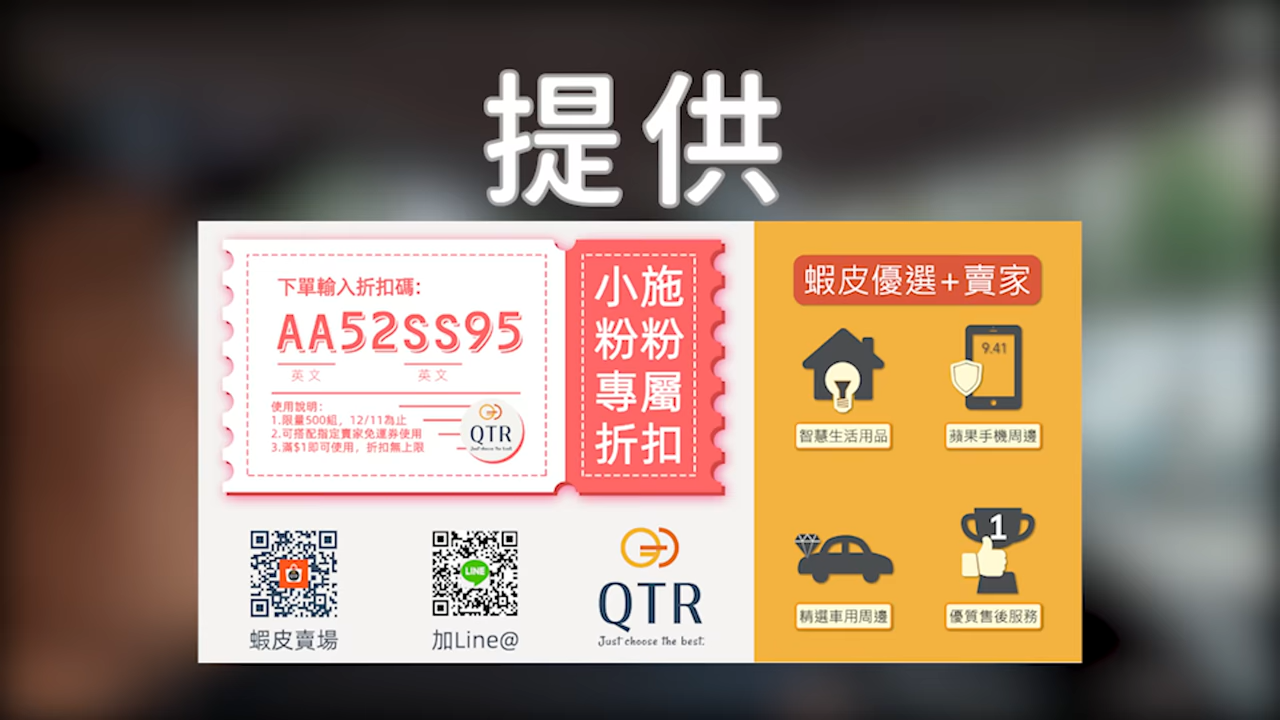 提供
下單輸入折扣碼：
AA52SS95
英文 英文
使用說明：
1.限量500組，12/11為止
2.可搭配指定賣家免運券使用
3.滿$1即可使用，折扣無上限
QTR
Just choose the best.
小施
粉粉
專屬
折扣
蝦皮賣場
LINE
加Line@
QTR
Just choose the best.
蝦皮優選+賣家
9.41
智慧生活用品
蘋果手機周邊
1
精選車用周邊
優質售後服務